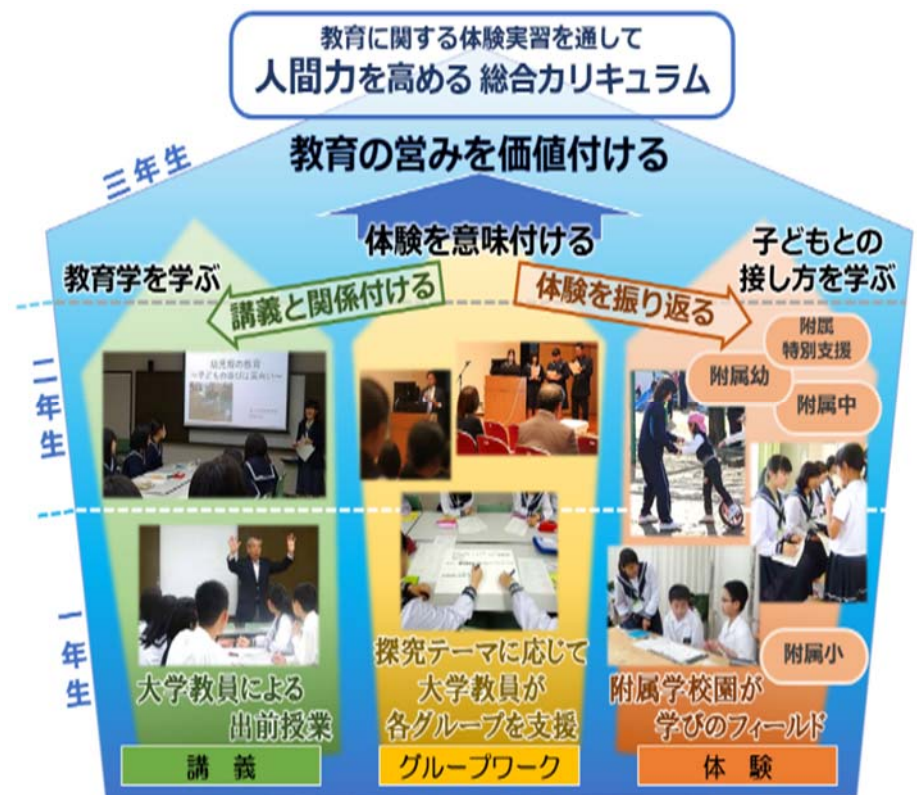 教育に関する体験実習を通して
人間力を高める 総合カリキュラム
教育の営みを価値付ける
三年生
体験を意味付ける
教育学を学ぶ
子どもとの
接し方を学ぶ
講義と関係付ける
体験を振り返る
二年生
附属
特別支援
附属幼
附属中
幼児期の教育
一年生
附属小
大学教員による
出前授業
探究テーマに応じて
大学教員が
各グループを支援
附属学校園が
学びのフィールド
講 義
グループワーク
体 験